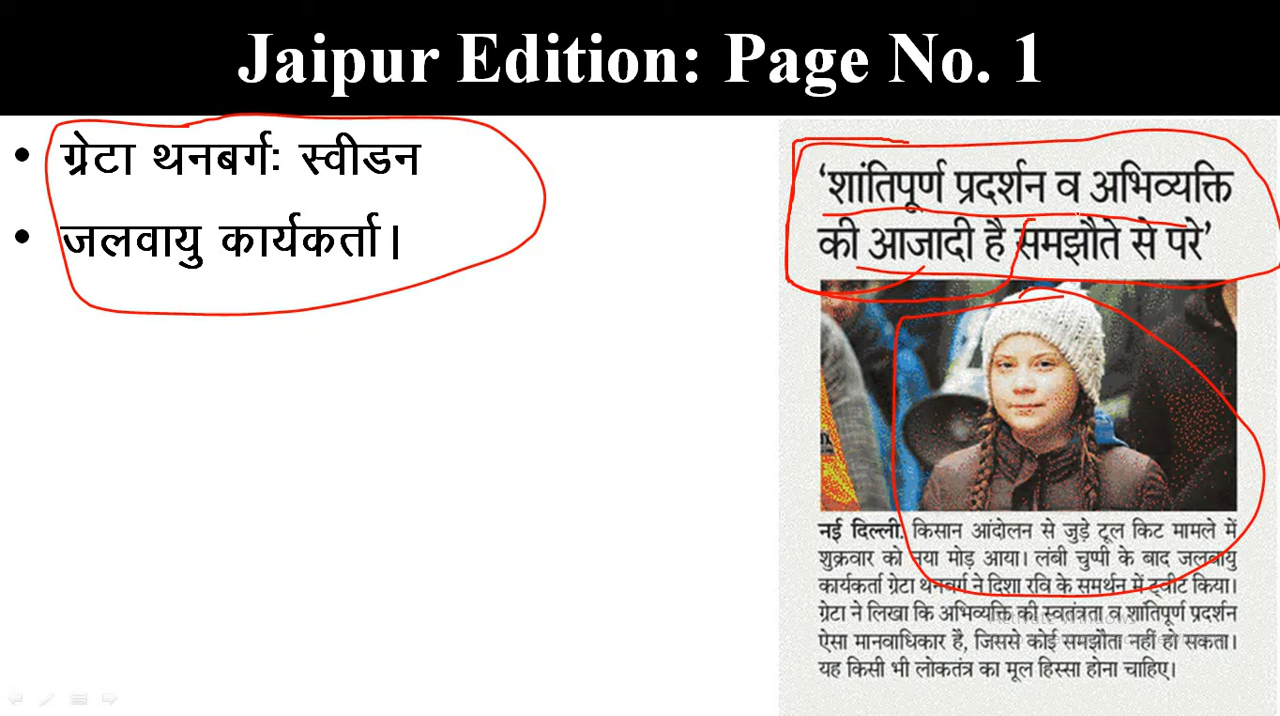 Jaipur Edition: Page No. 1
• ग्रेटा थनबर्गः स्वीडन
• जलवायु कार्यकर्ता।
‘शांतिपूर्ण प्रदर्शन व अभिव्यक्ति
की आजादी है समझौते से परे’
नई दिल्ली. किसान आंदोलन से जुड़े टूल किट मामले में
शुक्रवार को नया मोड़ आया। लंबी चुप्पी के बाद जलवायु
कार्यकर्ता ग्रेटा थनबर्ग ने दिशा रवि के समर्थन में ट्वीट किया।
ग्रेटा ने लिखा कि अभिव्यक्ति की स्वतंत्रता व शांतिपूर्ण प्रदर्शन
Activate Windows
ऐसा मानवाधिकार है, जिससे कोई समझौता नहीं हो सकता।
यह किसी भी लोकतंत्र का मूल हिस्सा होना चाहिए।